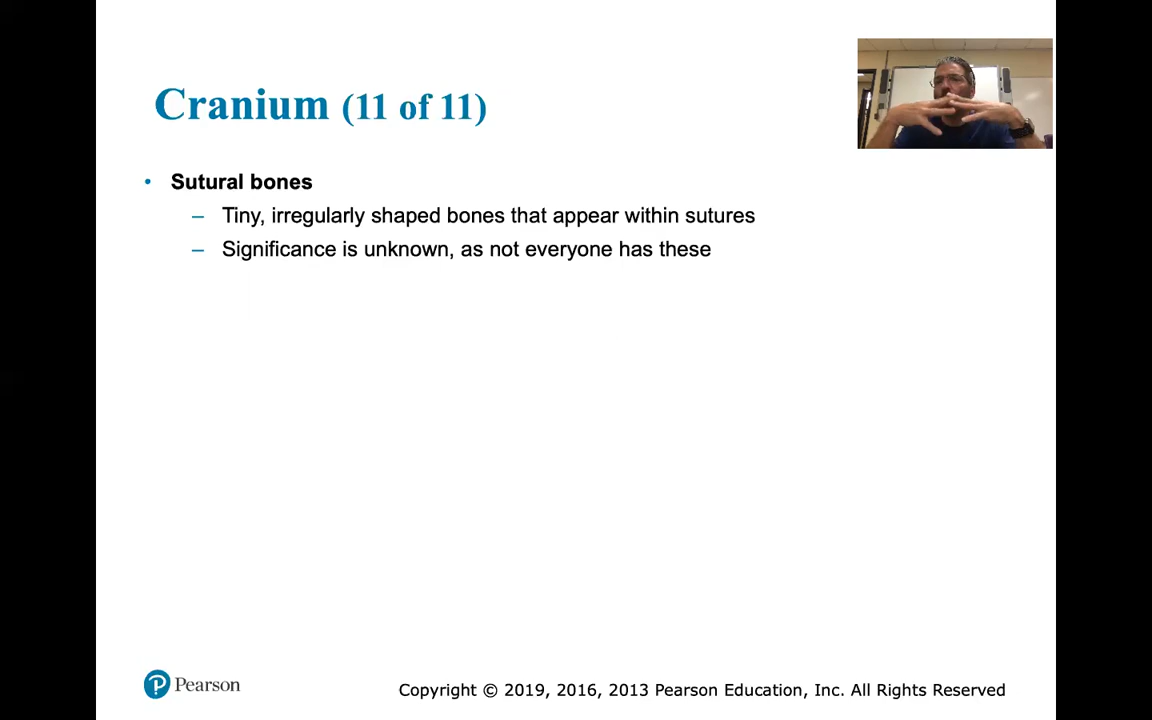 Cranium (11 of 11)
• Sutural bones
– Tiny, irregularly shaped bones that appear within sutures
– Significance is unknown, as not everyone has these
P Pearson
Copyright © 2019, 2016, 2013 Pearson Education, Inc. All Rights Reserved